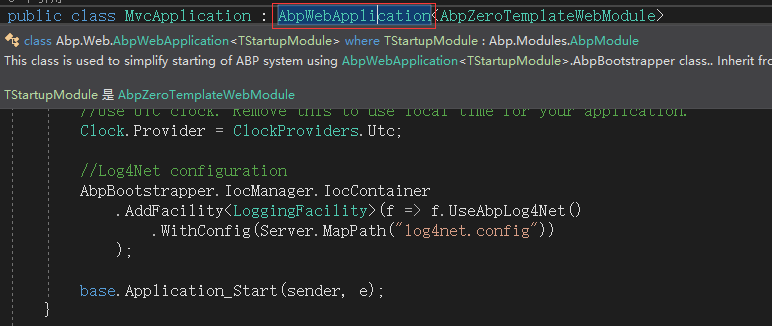 public class MvcApplication : AbpWebApplication<AbpZeroTemplateWebModule>
class Abp.Web.AbpWebApplication<TStartupModule> where TStartupModule : Abp.Modules.AbpModule
This class is used to simplify starting of ABP system using AbpWebApplication<TStartupModule>.AbpBootstrapper class.. Inherit from
TStartupModule 是 AbpZeroTemplateWebModule
//Use UTC clock. Remove this to use local time for your application.
Clock.Provider = ClockProviders.Utc;
//Log4Net configuration
AbpBootstrapper.IocManager.IocContainer
.AddFacility<LoggingFacility>(f => f.UseAbpLog4Net()
.WithConfig(Server.MapPath("log4net.config"))
);
base.Application_Start(sender, e);
}